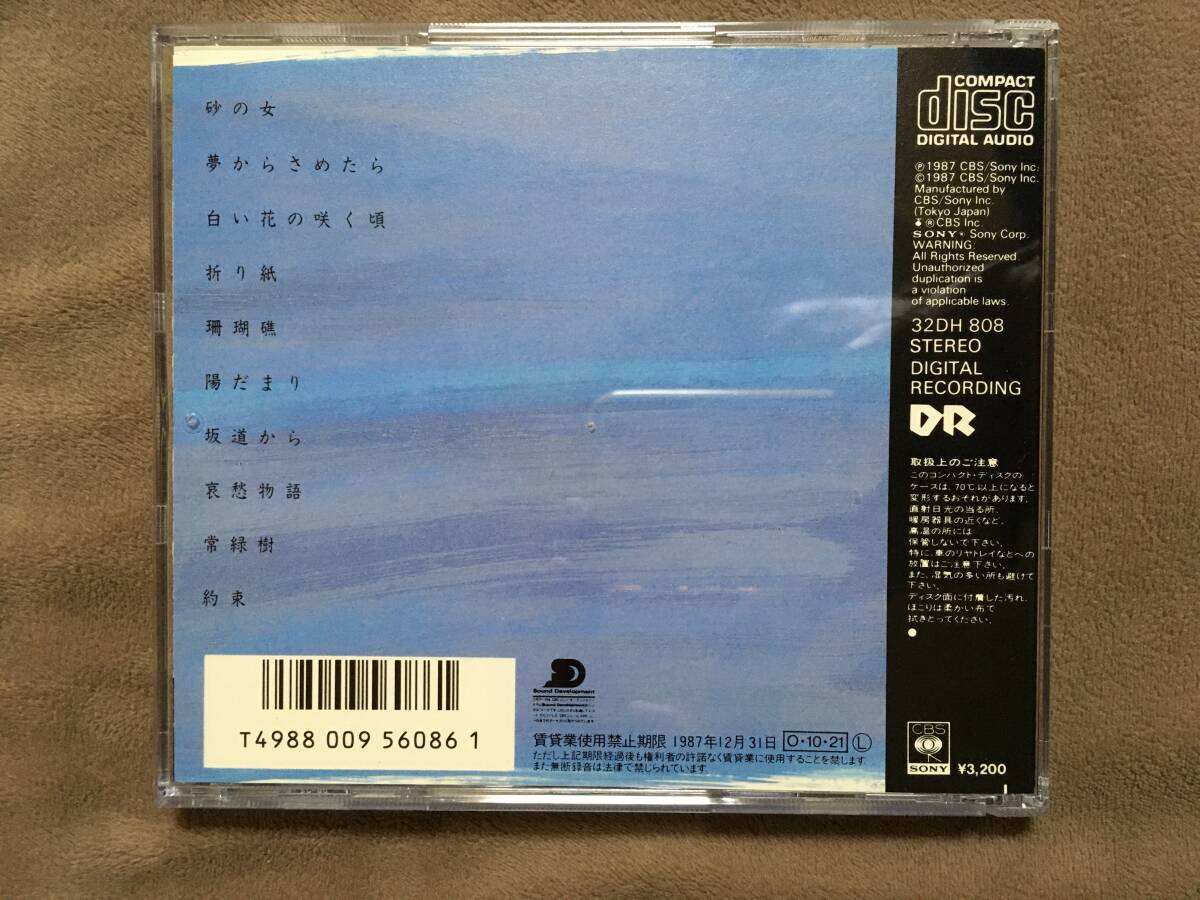 砂の女
夢からさめたら
白い花の咲く頃
折り紙
珊瑚礁
陽だまり
坂道から
哀愁物語
常緑樹
約束
T4988 009 56086 1
Sound Development
賃貸業使用禁止期限 1987年12月31日 O・10・21 Ⓛ
ただし上記期限経過後も権利者の許諾なく賃貸業に使用することを禁じます
また無断録音は法律で禁じられています
COMPACT
disc
DIGITAL AUDIO
Ⓟ1987 CBS/Sony Inc.
©1987 CBS/Sony Inc.
Manufactured by
CBS/Sony Inc.
(Tokyo Japan)
®CBS Inc.
SONY® Sony Corp.
WARNING:
All Rights Reserved.
Unauthorized
duplication is
a violation
of applicable laws.
32DH 808
STEREO
DIGITAL
RECORDING
DR
取扱上のご注意
このコンパクト・ディスクの
ケースは、70℃以上になると
変形するおそれがあります。
直射日光の当る所、
暖房器具の近くなど、
高温の所には
保管しないで下さい。
特に、車のリヤトレイなどへの
放置はご注意下さい。
また、湿気の多い所も避けて
下さい。
ディスク面に付着した汚れ、
ほこりは柔かい布で
拭きとってください。
CBS
SONY
¥3,200